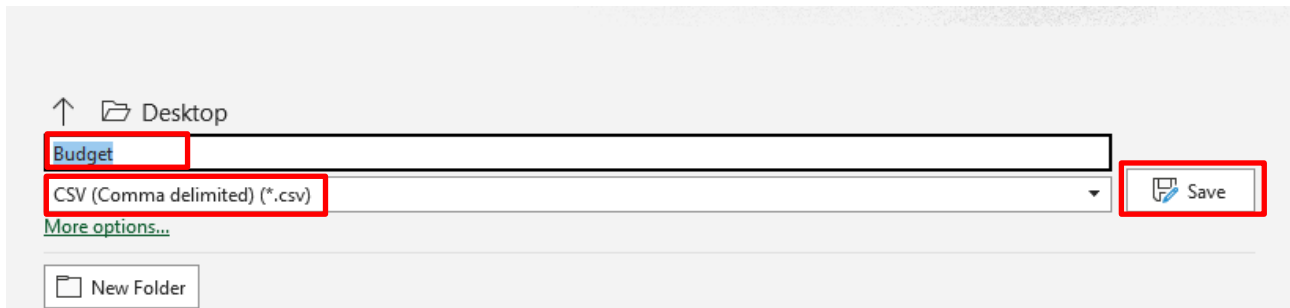 Desktop
Budget
CSV (Comma delimited) (*.csv)
Save
More options...
New Folder